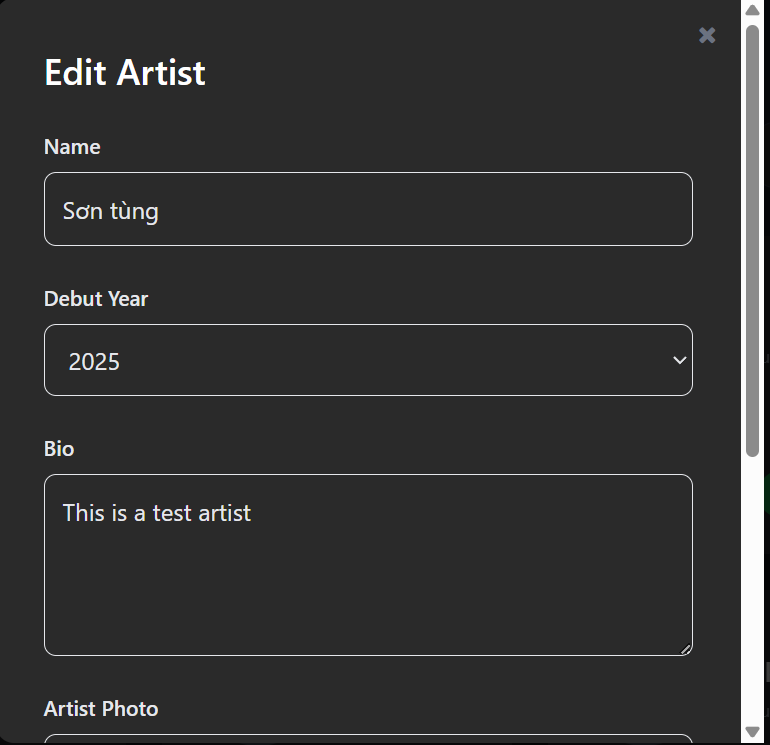 Edit Artist
Name
Sơn tùng
Debut Year
2025
Bio
This is a test artist
Artist Photo